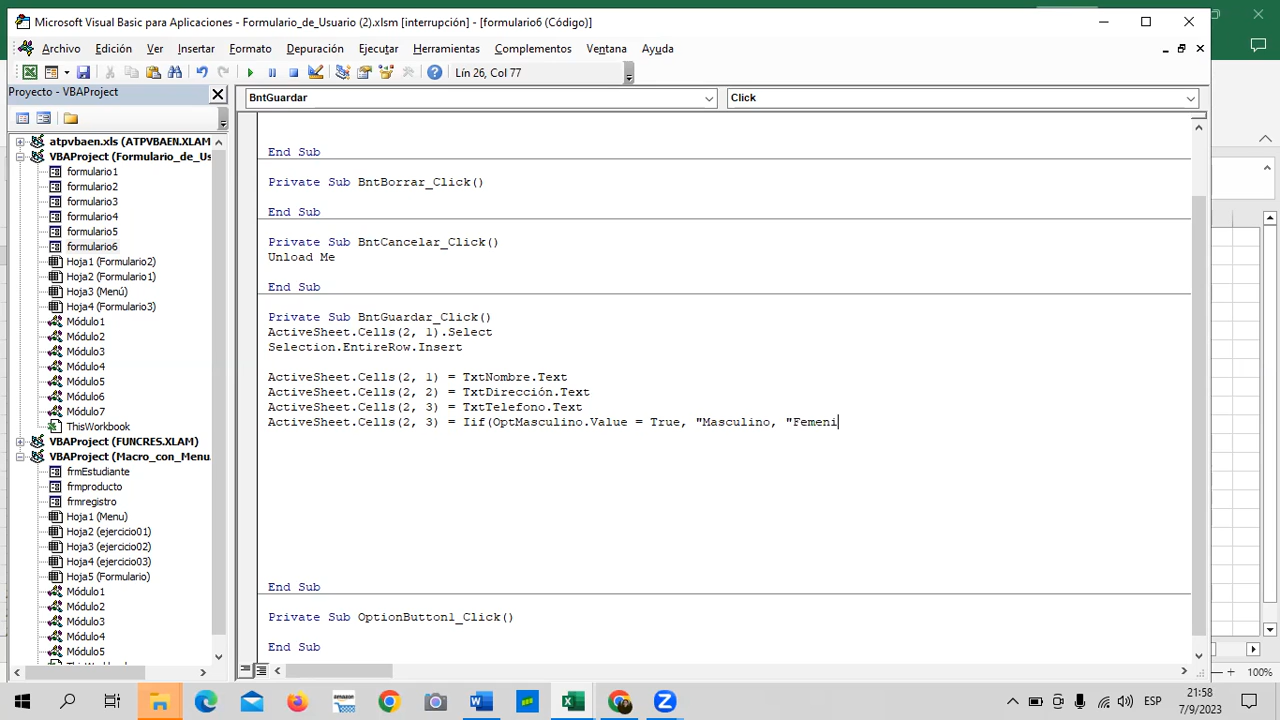 Microsoft Visual Basic para Aplicaciones - Formulario_de_Usuario (2).xlsm [interrupción] - [formulario6 (Código)]
Archivo Edición Ver Insertar Formato Depuración Ejecutar Herramientas Complementos Ventana Ayuda
Lín 26, Col 77
Proyecto - VBAProject
BntGuardar
Click
atpvbaen.xls (ATPVBAEN.XLAM
VBAProject (Formulario_de_Us
formulario1
formulario2
formulario3
formulario4
formulario5
formulario6
Hoja1 (Formulario2)
Hoja2 (Formulario1)
Hoja3 (Menú)
Hoja4 (Formulario3)
Módulo1
Módulo2
Módulo3
Módulo4
Módulo5
Módulo6
Módulo7
ThisWorkbook
VBAProject (FUNCRES.XLAM)
VBAProject (Macro_con_Menu
frmEstudiante
frmproducto
frmregistro
Hoja1 (Menu)
Hoja2 (ejercicio01)
Hoja3 (ejercicio02)
Hoja4 (ejercicio03)
Hoja5 (Formulario)
Módulo1
Módulo2
Módulo3
Módulo4
Módulo5
End Sub
Private Sub BntBorrar_Click()
End Sub
Private Sub BntCancelar_Click()
Unload Me
End Sub
Private Sub BntGuardar_Click()
ActiveSheet.Cells(2, 1).Select
Selection.EntireRow.Insert
ActiveSheet.Cells(2, 1) = TxtNombre.Text
ActiveSheet.Cells(2, 2) = TxtDirección.Text
ActiveSheet.Cells(2, 3) = TxtTelefono.Text
ActiveSheet.Cells(2, 3) = Iif(OptMasculino.Value = True, "Masculino, "Femeni
End Sub
Private Sub OptionButton1_Click()
End Sub
100%
ESP
21:58
7/9/2023